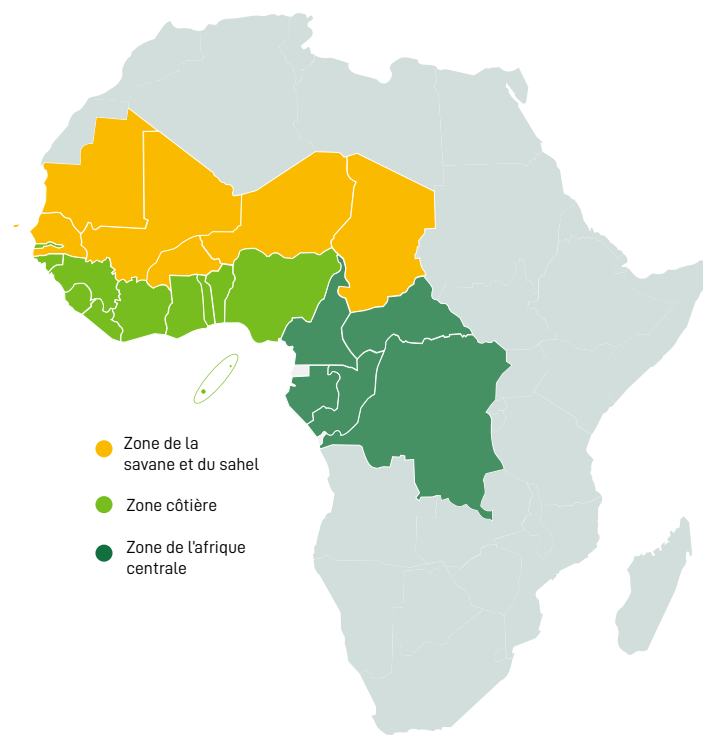 Zone de la
savane et du sahel
Zone côtière
Zone de l'afrique
centrale